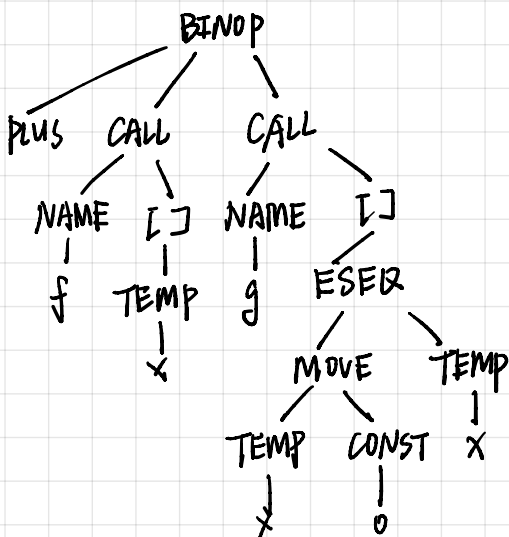 BINOP
PLUS CALL CALL
NAME [ ] NAME [ ]
f TEMP g ESEQ
x MOVE TEMP
TEMP CONST x
x 0